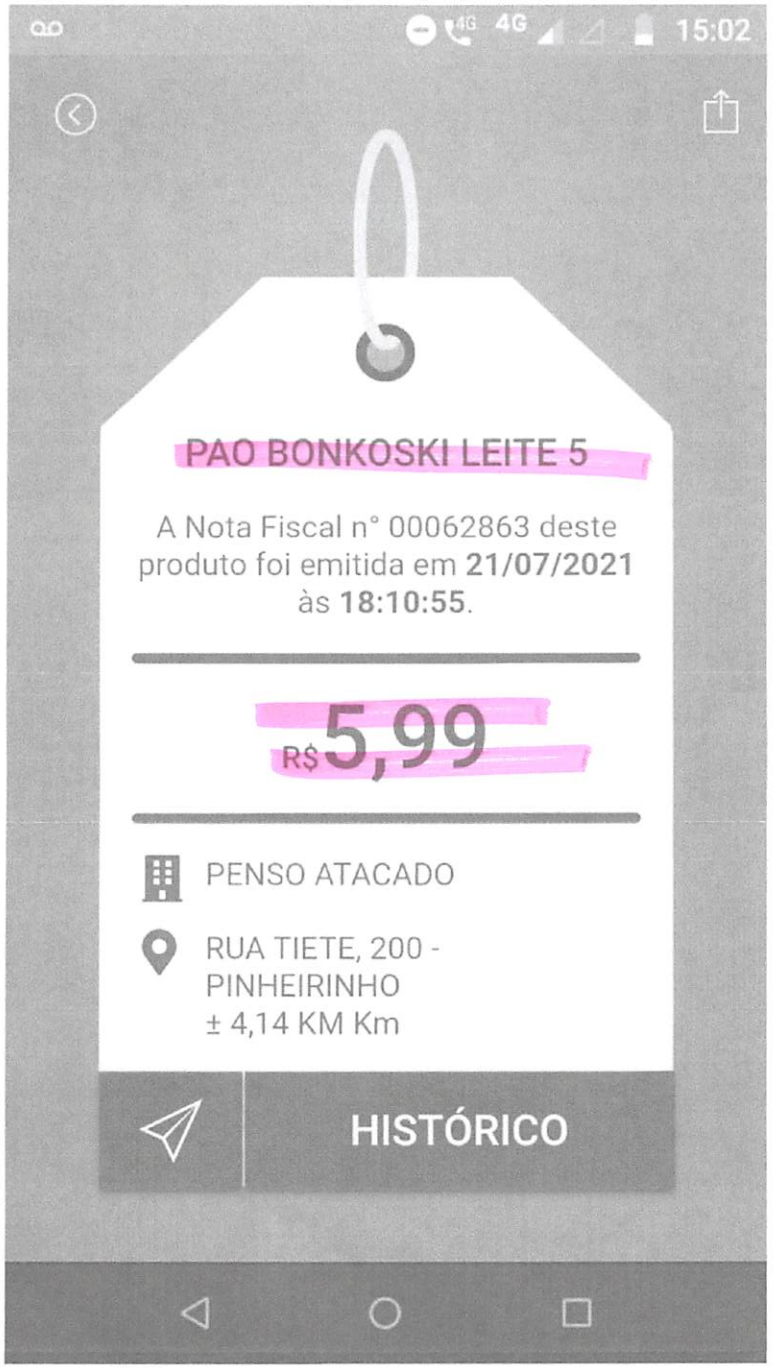 4G 4G 15:02
PAO BONKOSKI LEITE 5
A Nota Fiscal n° 00062863 deste
produto foi emitida em 21/07/2021
às 18:10:55.
R$5,99
PENSO ATACADO
RUA TIETE, 200 -
PINHEIRINHO
± 4,14 KM Km
HISTÓRICO